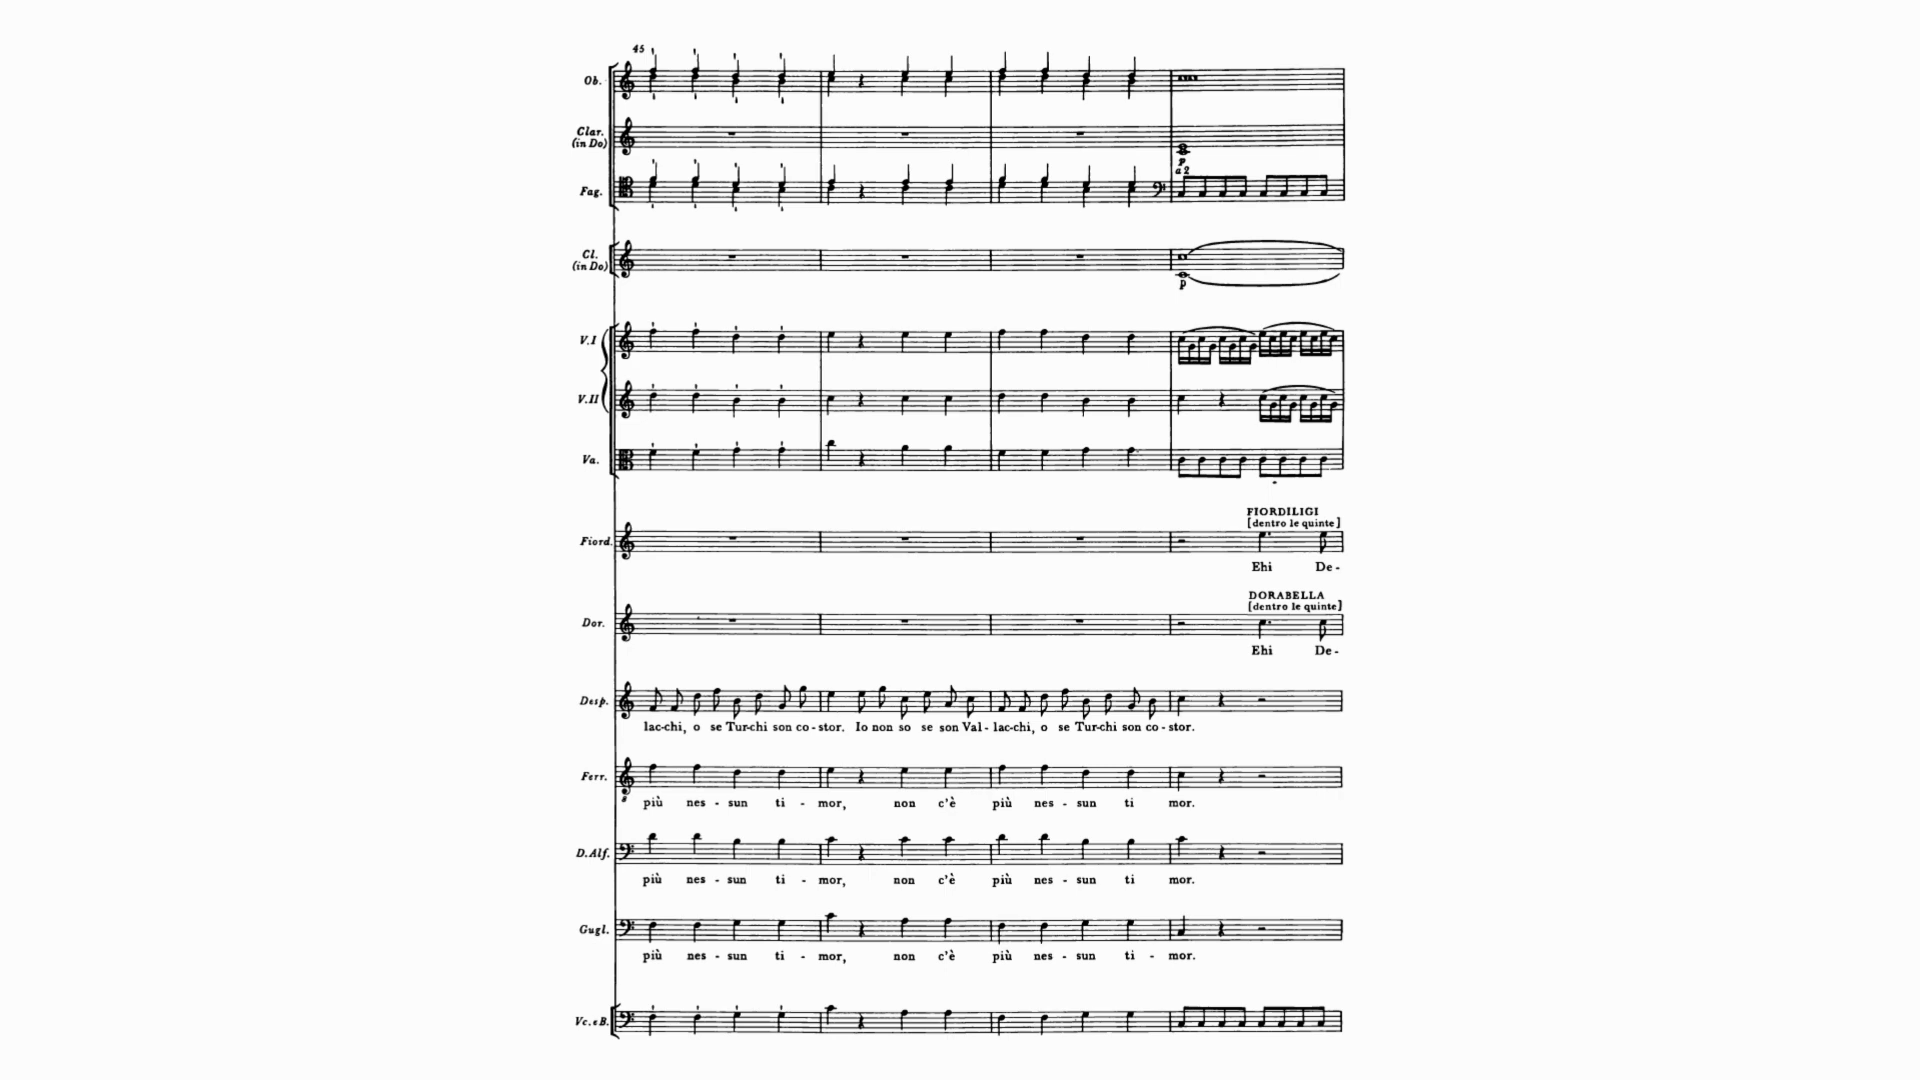 45
Ob.
Clar.
(in Do)
p
a 2
Fag.
Cl.
(in Do)
p
V.I
V.II
Va.
FIORDILIGI
[dentro le quinte]
Fiord.
Ehi De-
DORABELLA
[dentro le quinte]
Dor.
Ehi De-
Desp.
lac-chi, o se Tur-chi son co-stor. Io non so se son Val-lac-chi, o se Tur-chi son co-stor.
Ferr.
8
più nes-sun ti-mor, non c'è più nes-sun ti mor.
D.Alf.
più nes-sun ti-mor, non c'è più nes-sun ti mor.
Gugl.
più nes-sun ti-mor, non c'è più nes-sun ti-mor.
Vc.eB.